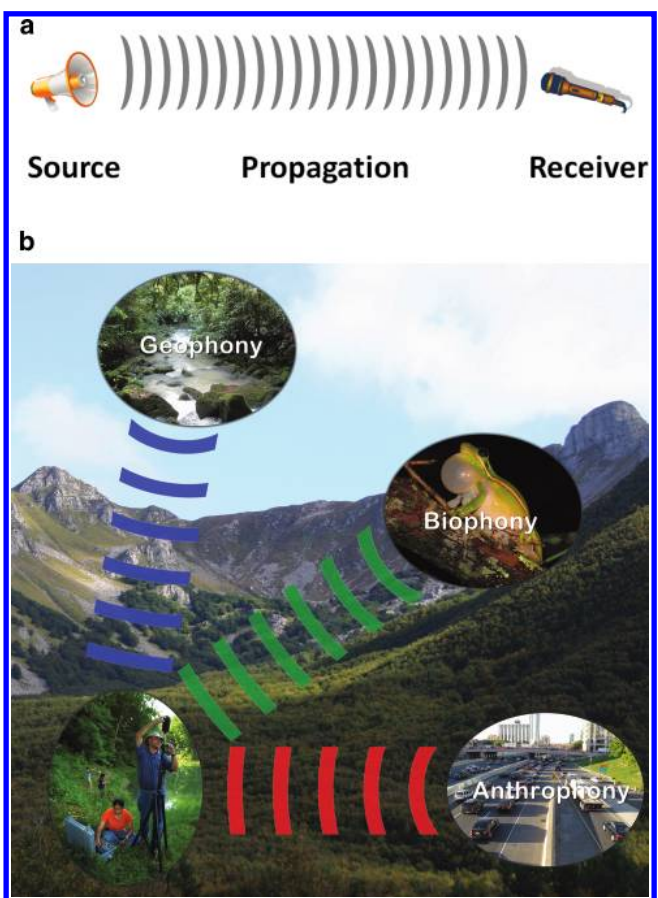 a
Source Propagation Receiver
b
Geophony
Biophony
Anthrophony